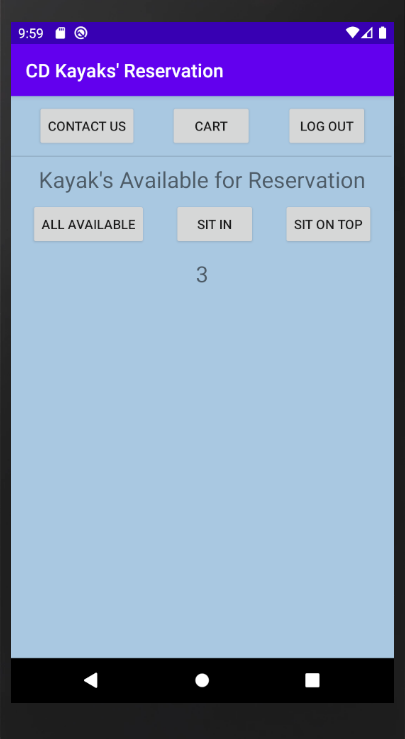 9:59
CD Kayaks' Reservation
CONTACT US CART LOG OUT
Kayak's Available for Reservation
ALL AVAILABLE SIT IN SIT ON TOP
3